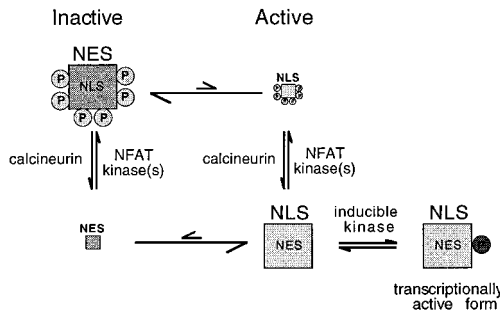 Inactive
Active
NES
NLS
P
P
P
P
P
P
NLS
calcineurin
NFAT
kinase(s)
calcineurin
NFAT
kinase(s)
NES
NLS
NES
inducible
kinase
NLS
NES
transcriptionally
active form